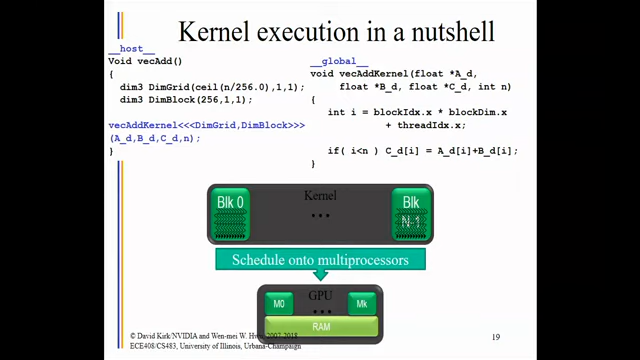 Kernel execution in a nutshell
__host__
Void vecAdd()
{
dim3 DimGrid(ceil(n/256.0),1,1);
dim3 DimBlock(256,1,1);
vecAddKernel<<<DimGrid,DimBlock>>>
(A_d,B_d,C_d,n);
}
__global__
void vecAddKernel(float *A_d,
float *B_d, float *C_d, int n)
{
int i = blockIdx.x * blockDim.x
+ threadIdx.x;
if( i<n ) C_d[i] = A_d[i]+B_d[i];
}
Kernel
Blk 0
• • •
Blk
N-1
Schedule onto multiprocessors
GPU
M0
• • •
Mk
RAM
© David Kirk/NVIDIA and Wen-mei W. Hwu, 2007-2018
ECE408/CS483, University of Illinois, Urbana-Champaign
19